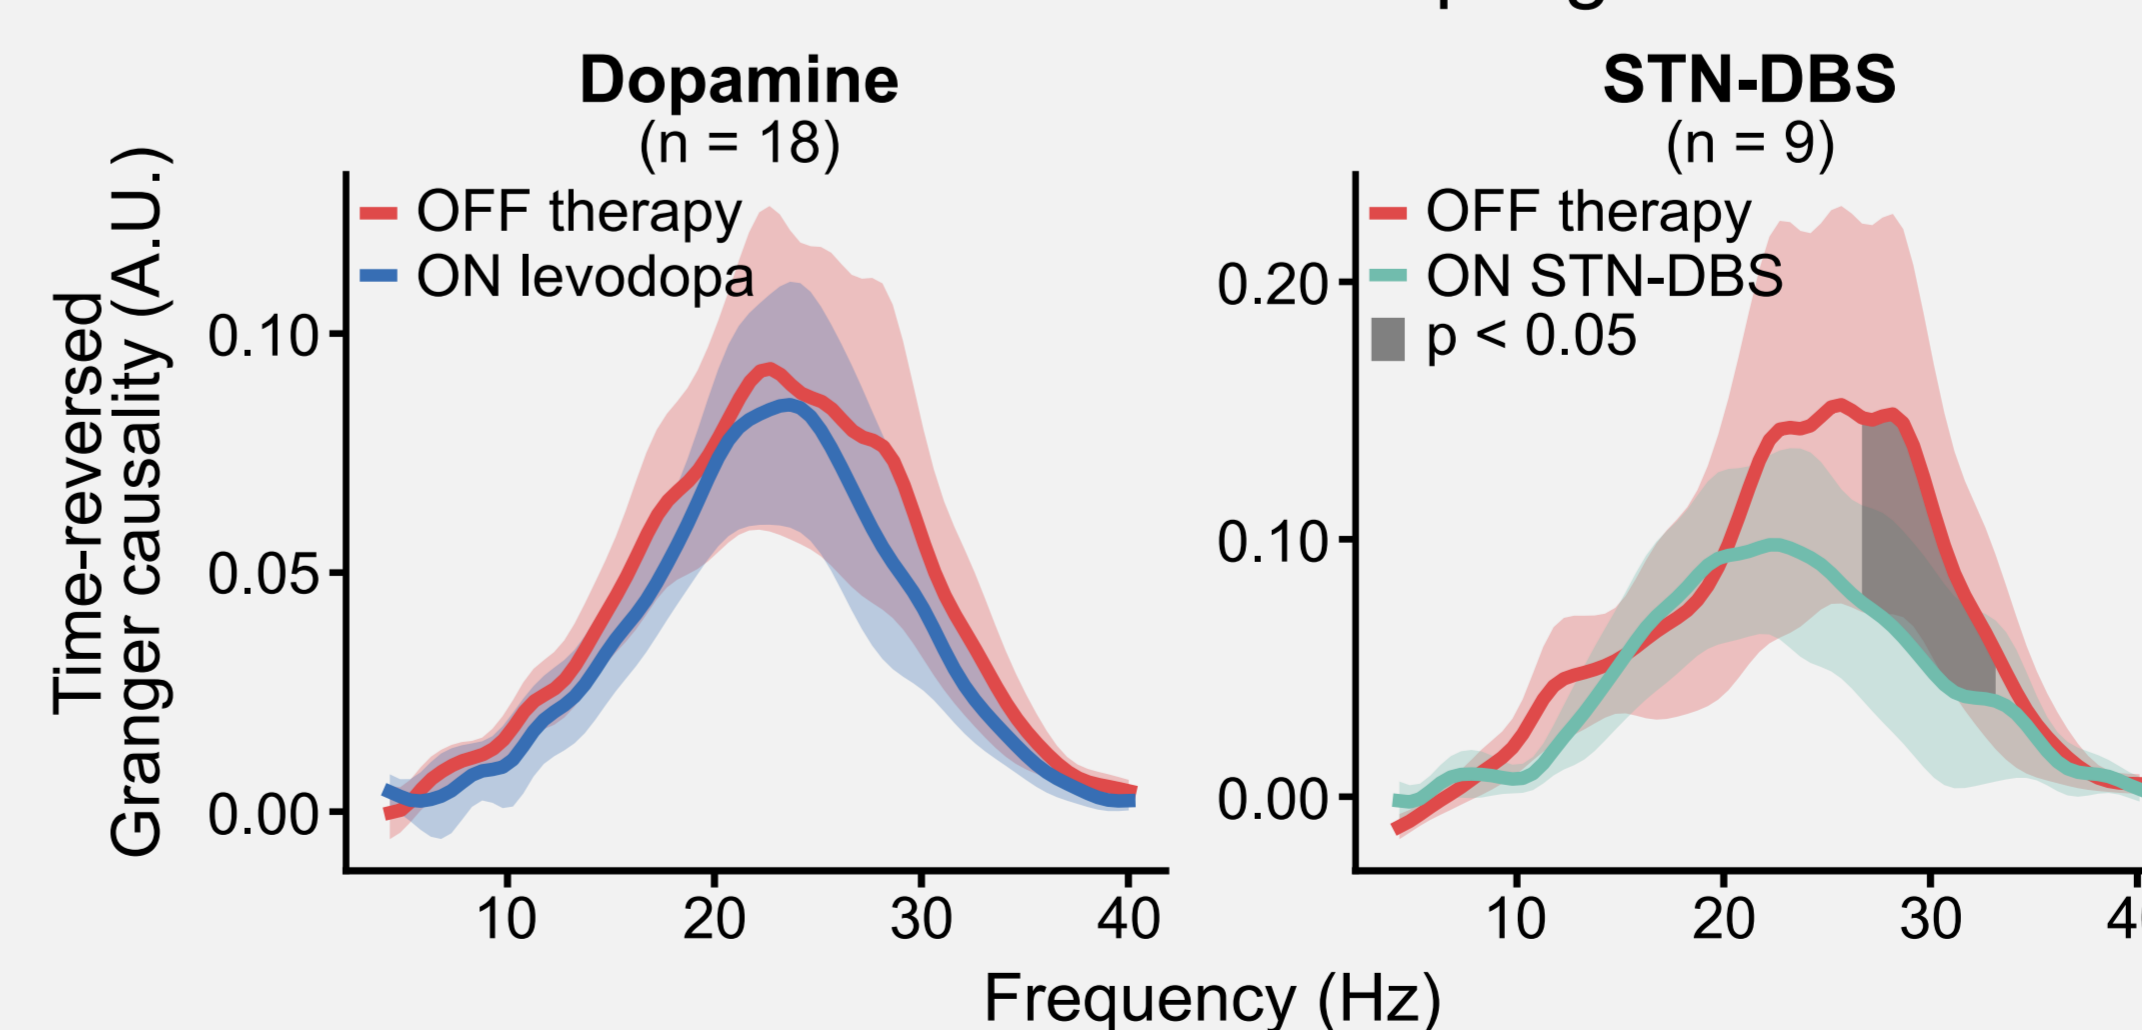 Dopamine
(n = 18)
OFF therapy
ON levodopa
Time-reversed
Granger causality (A.U.)
0.10
0.05
0.00
10 20 30 40
STN-DBS
(n = 9)
OFF therapy
ON STN-DBS
p < 0.05
0.20
0.10
0.00
10 20 30
Frequency (Hz)